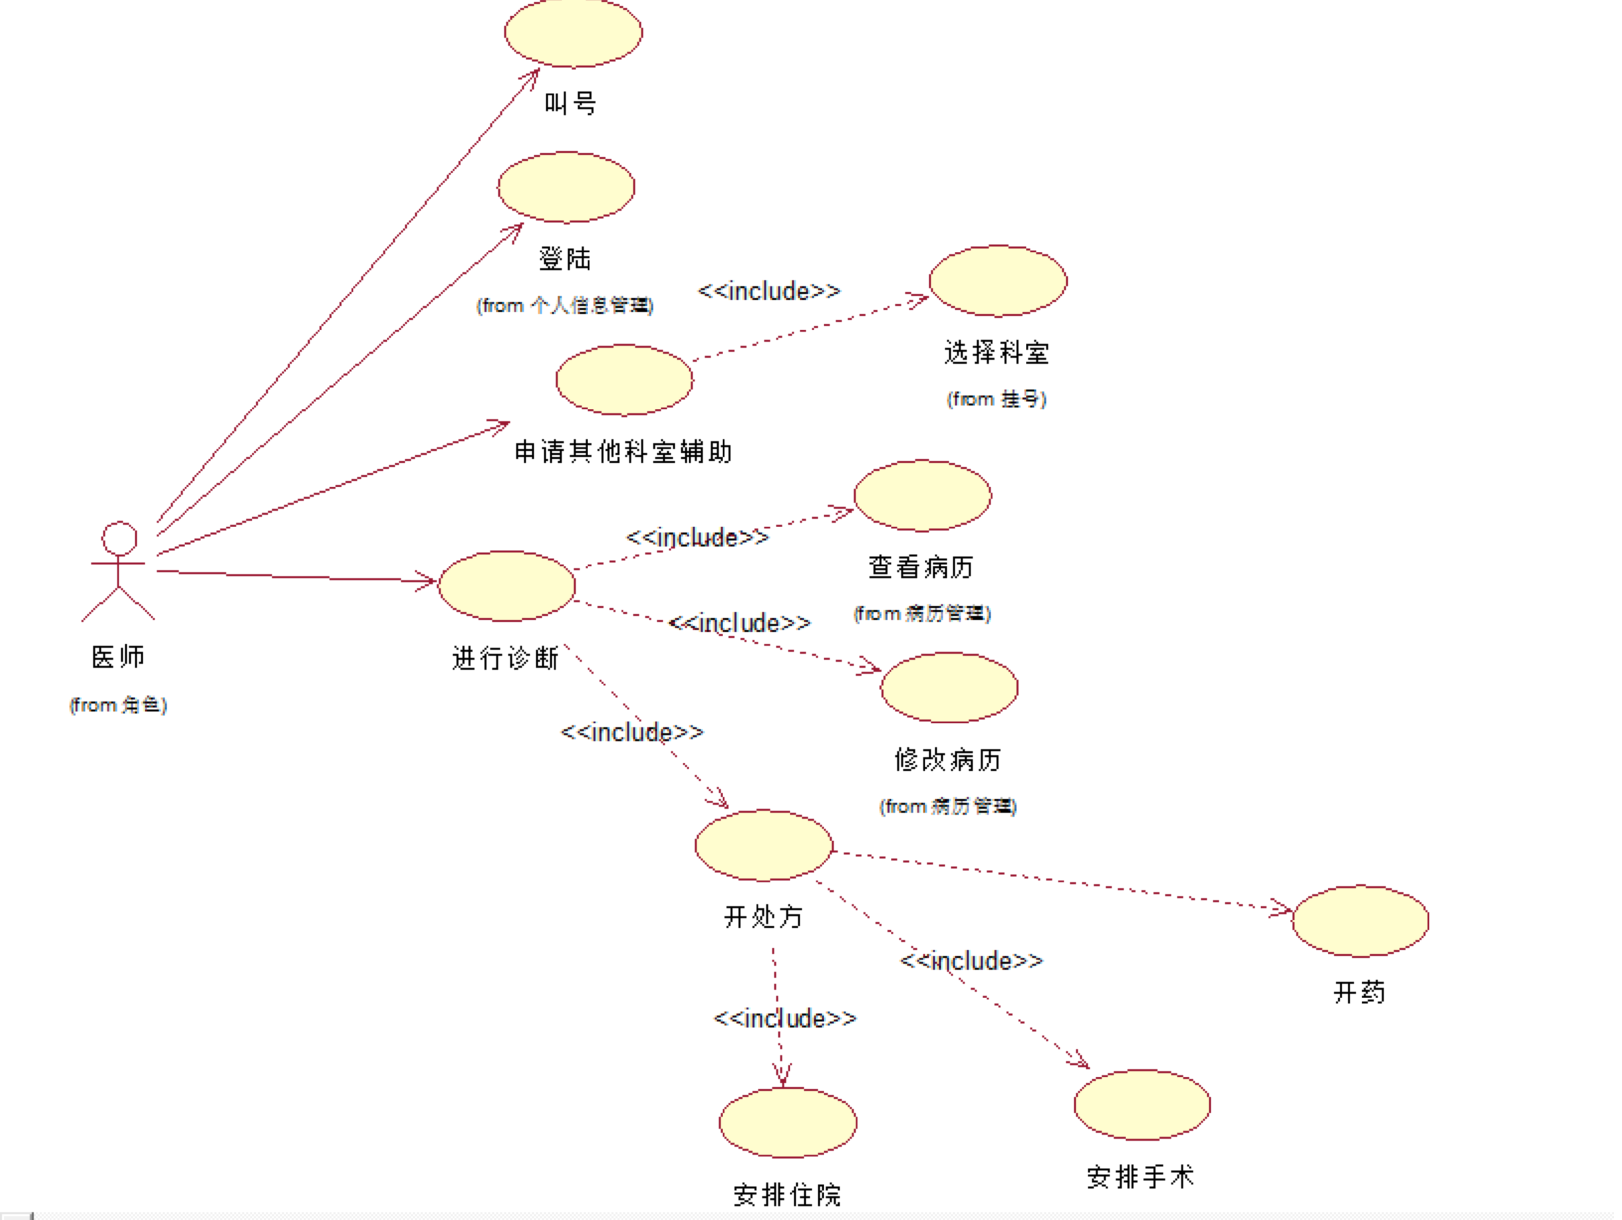 叫号
登陆
(from 个人信息管理)
<<include>>
选择科室
(from 挂号)
申请其他科室辅助
<<include>>
查看病历
(from 病历管理)
<<include>>
医师
(from 角色)
进行诊断
<<include>>
修改病历
(from 病历管理)
开处方
<<include>>
开药
<<include>>
安排手术
安排住院